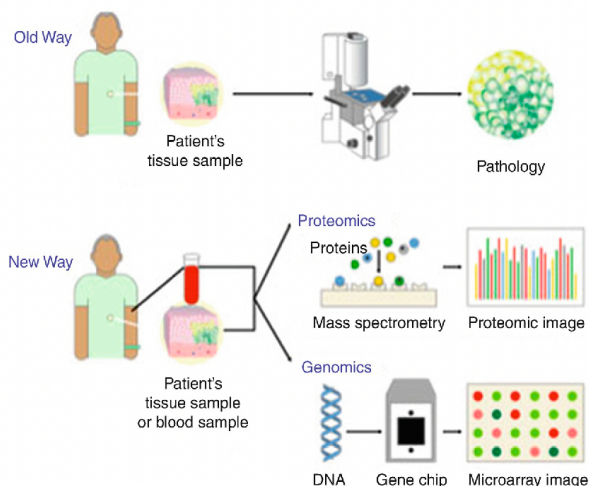 Old Way
Patient's
tissue sample
Pathology
New Way
Patient's
tissue sample
or blood sample
Proteomics
Proteins
Mass spectrometry
Proteomic image
Genomics
DNA
Gene chip
Microarray image